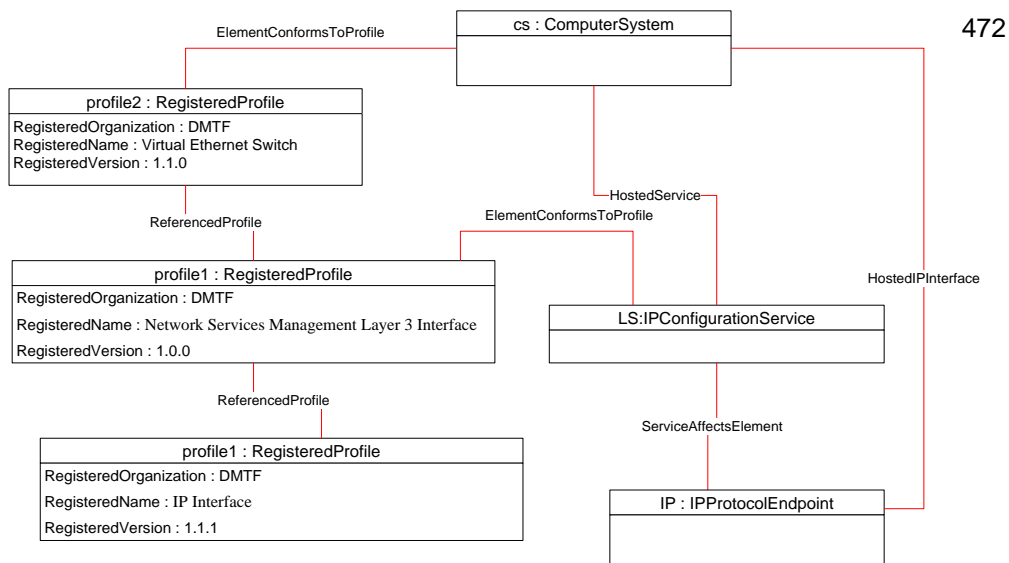 472
cs : ComputerSystem
ElementConformsToProfile
profile2 : RegisteredProfile
RegisteredOrganization : DMTF
RegisteredName : Virtual Ethernet Switch
RegisteredVersion : 1.1.0
HostedService
ReferencedProfile
ElementConformsToProfile
profile1 : RegisteredProfile
RegisteredOrganization : DMTF
RegisteredName : Network Services Management Layer 3 Interface
RegisteredVersion : 1.0.0
HostedIPInterface
LS:IPConfigurationService
ReferencedProfile
ServiceAffectsElement
profile1 : RegisteredProfile
RegisteredOrganization : DMTF
RegisteredName : IP Interface
RegisteredVersion : 1.1.1
IP : IPProtocolEndpoint